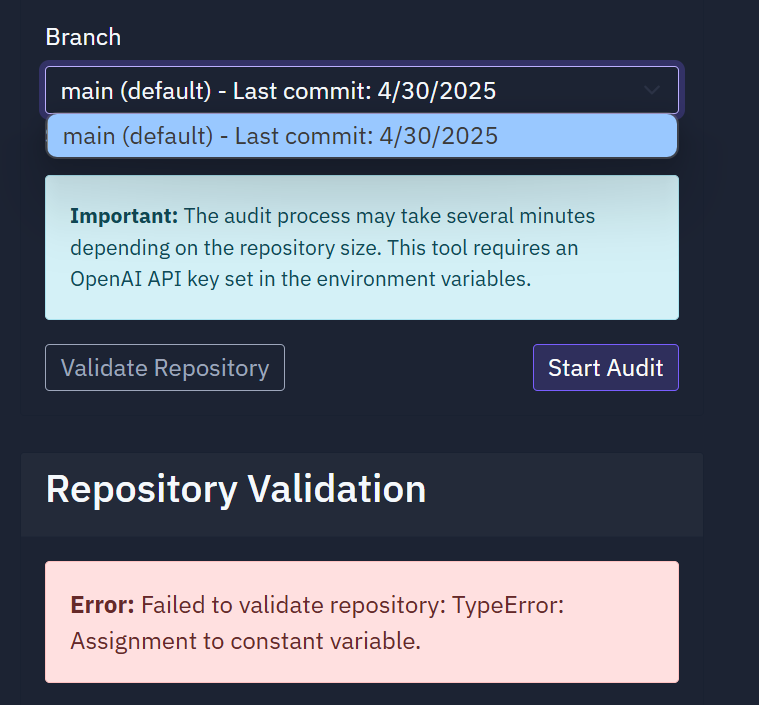 Branch
main (default) - Last commit: 4/30/2025
main (default) - Last commit: 4/30/2025
Important: The audit process may take several minutes
depending on the repository size. This tool requires an
OpenAI API key set in the environment variables.
Validate Repository
Start Audit
Repository Validation
Error: Failed to validate repository: TypeError:
Assignment to constant variable.